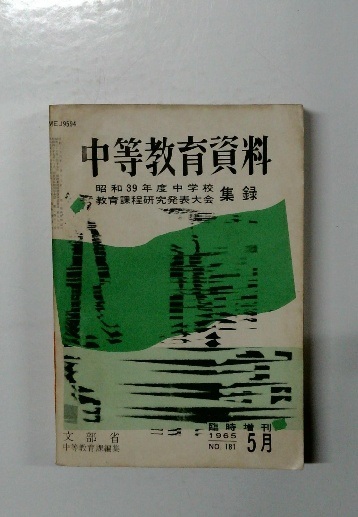 MEJ9594
中等教育資料
昭和39年度中学校
教育課程研究発表大会 集録
臨時増刊
1965
NO. 181 5月
文部省
中等教育課編集